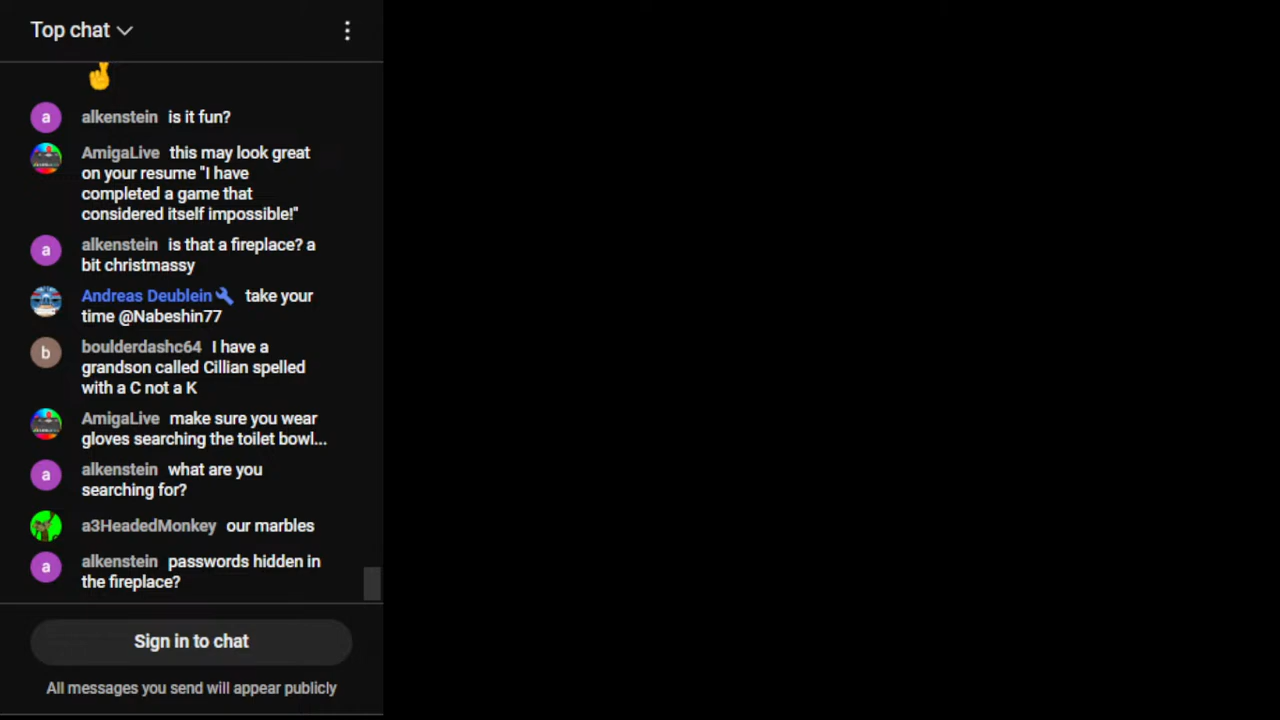 Top chat
alkenstein is it fun?
AmigaLive this may look great
on your resume "I have
completed a game that
considered itself impossible!"
alkenstein is that a fireplace? a
bit christmassy
Andreas Deublein take your
time @Nabeshin77
boulderdashc64 I have a
grandson called Cillian spelled
with a C not a K
AmigaLive make sure you wear
gloves searching the toilet bowl...
alkenstein what are you
searching for?
a3HeadedMonkey our marbles
alkenstein passwords hidden in
the fireplace?
Sign in to chat
All messages you send will appear publicly